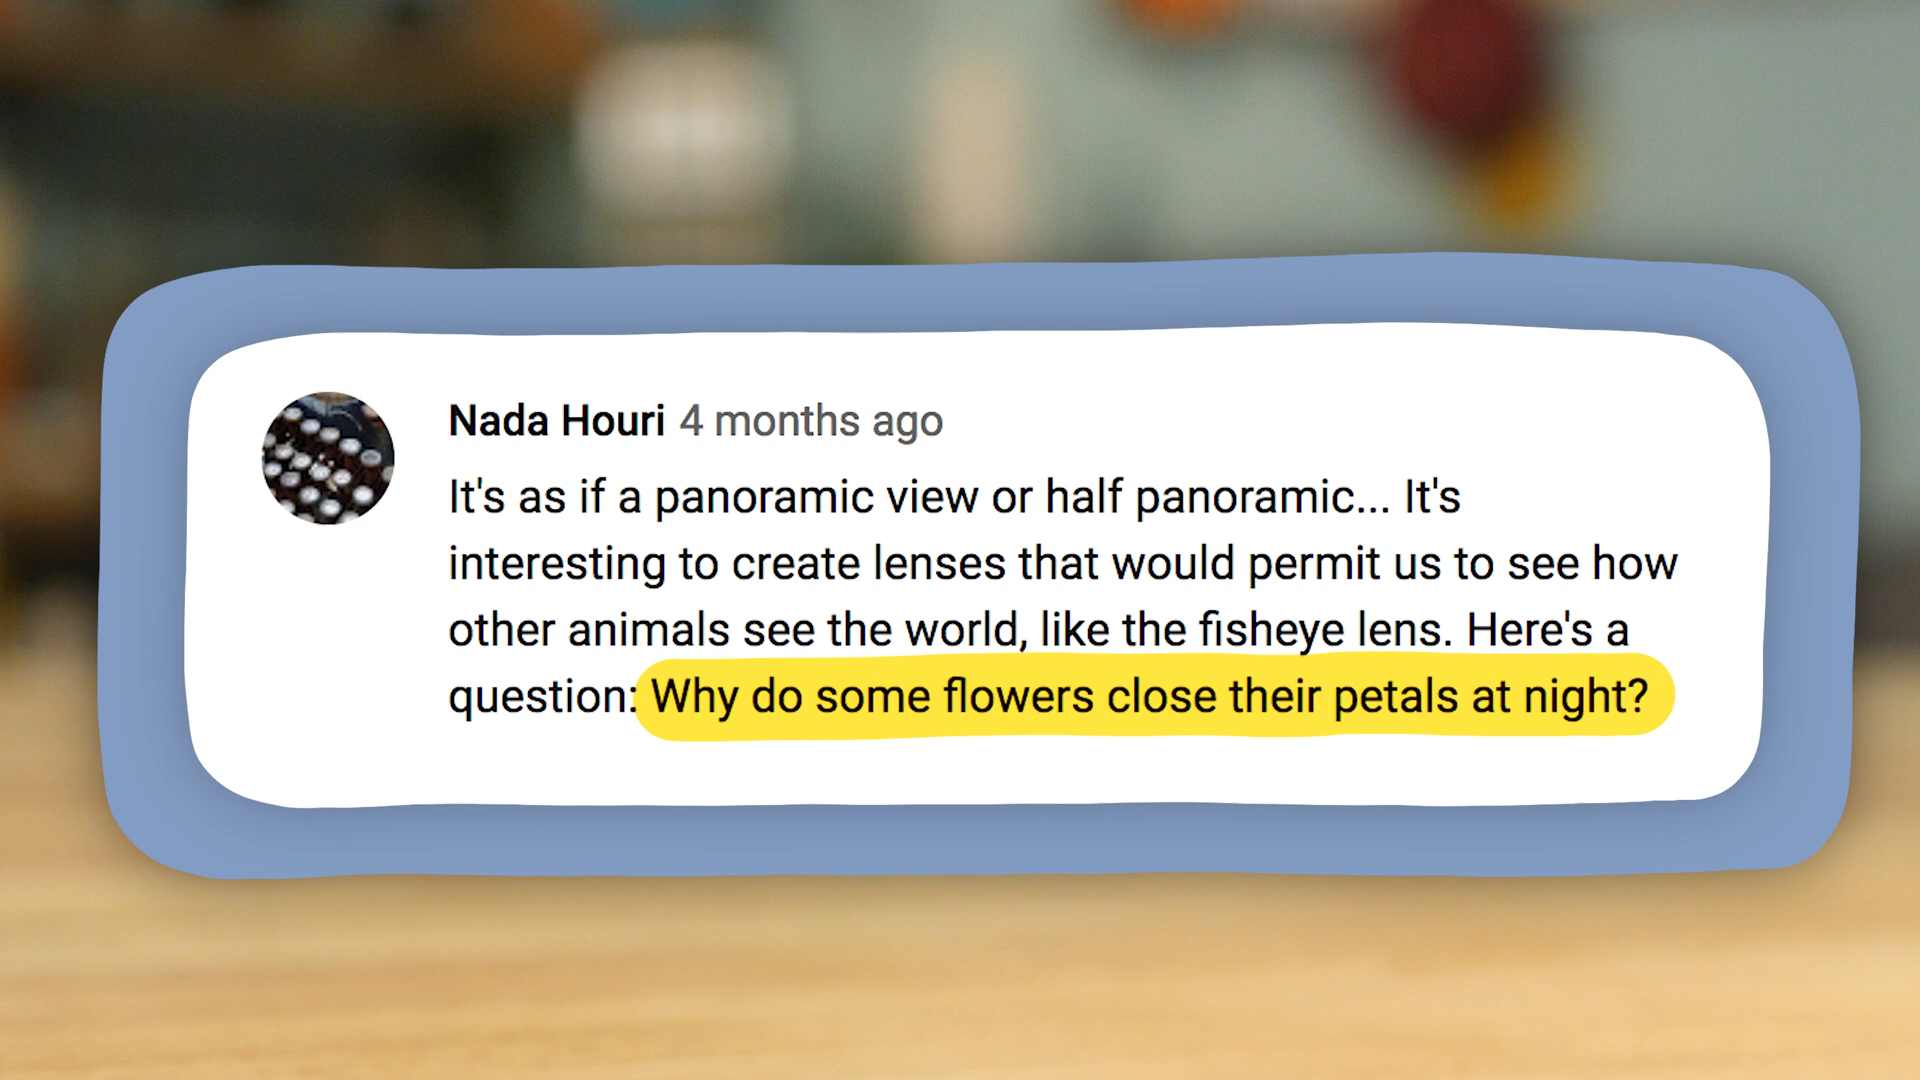 Nada Houri 4 months ago
It's as if a panoramic view or half panoramic... It's
interesting to create lenses that would permit us to see how
other animals see the world, like the fisheye lens. Here's a
question: Why do some flowers close their petals at night?